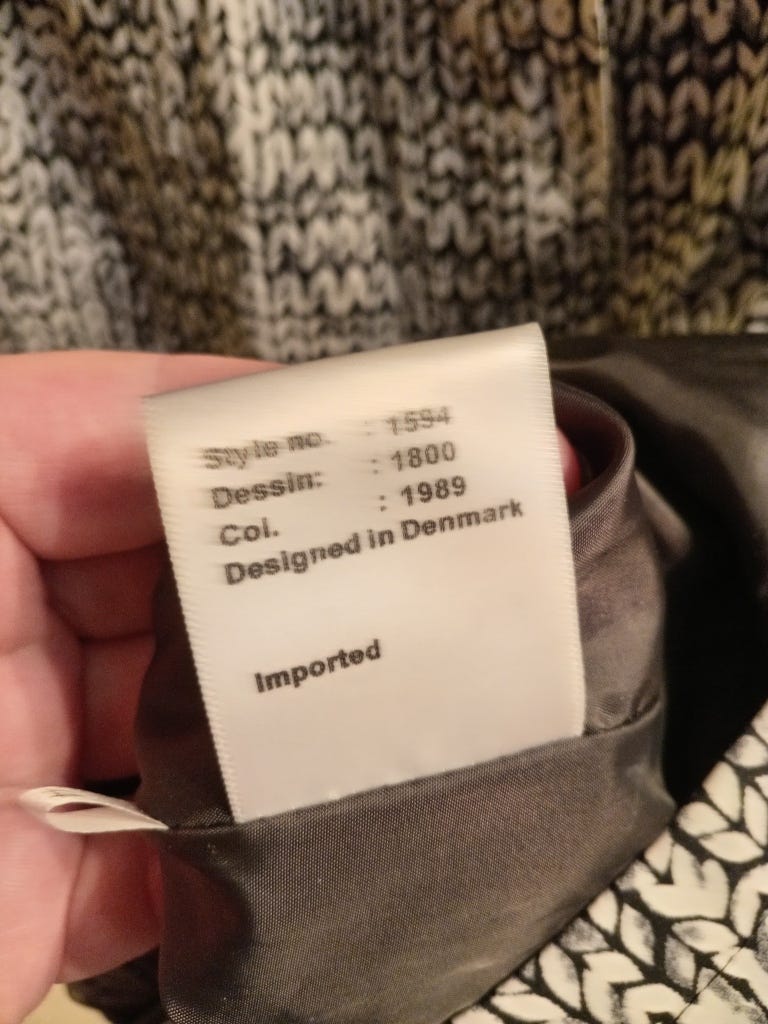 Style no. : 1594
Dessin: : 1800
Col. : 1989
Designed in Denmark
Imported